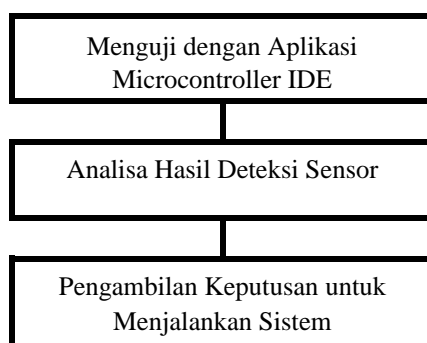 Menguji dengan Aplikasi
Microcontroller IDE
Analisa Hasil Deteksi Sensor
Pengambilan Keputusan untuk
Menjalankan Sistem